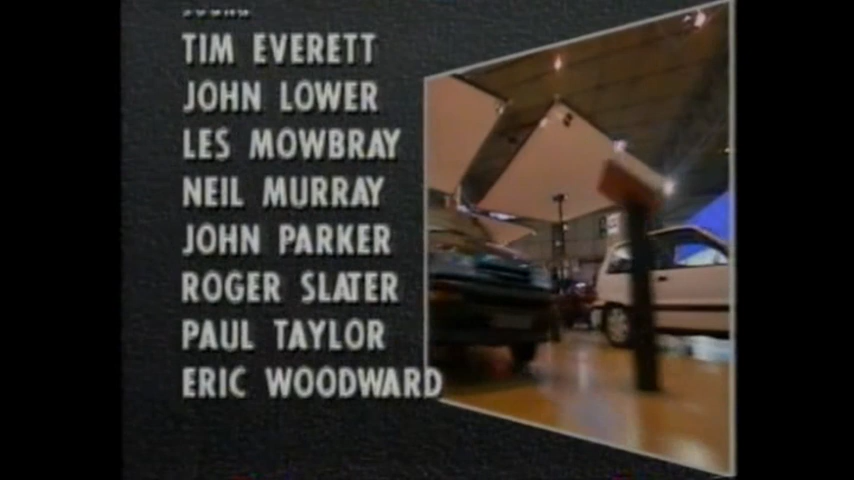 TIM EVERETT
JOHN LOWER
LES MOWBRAY
NEIL MURRAY
JOHN PARKER
ROGER SLATER
PAUL TAYLOR
ERIC WOODWARD